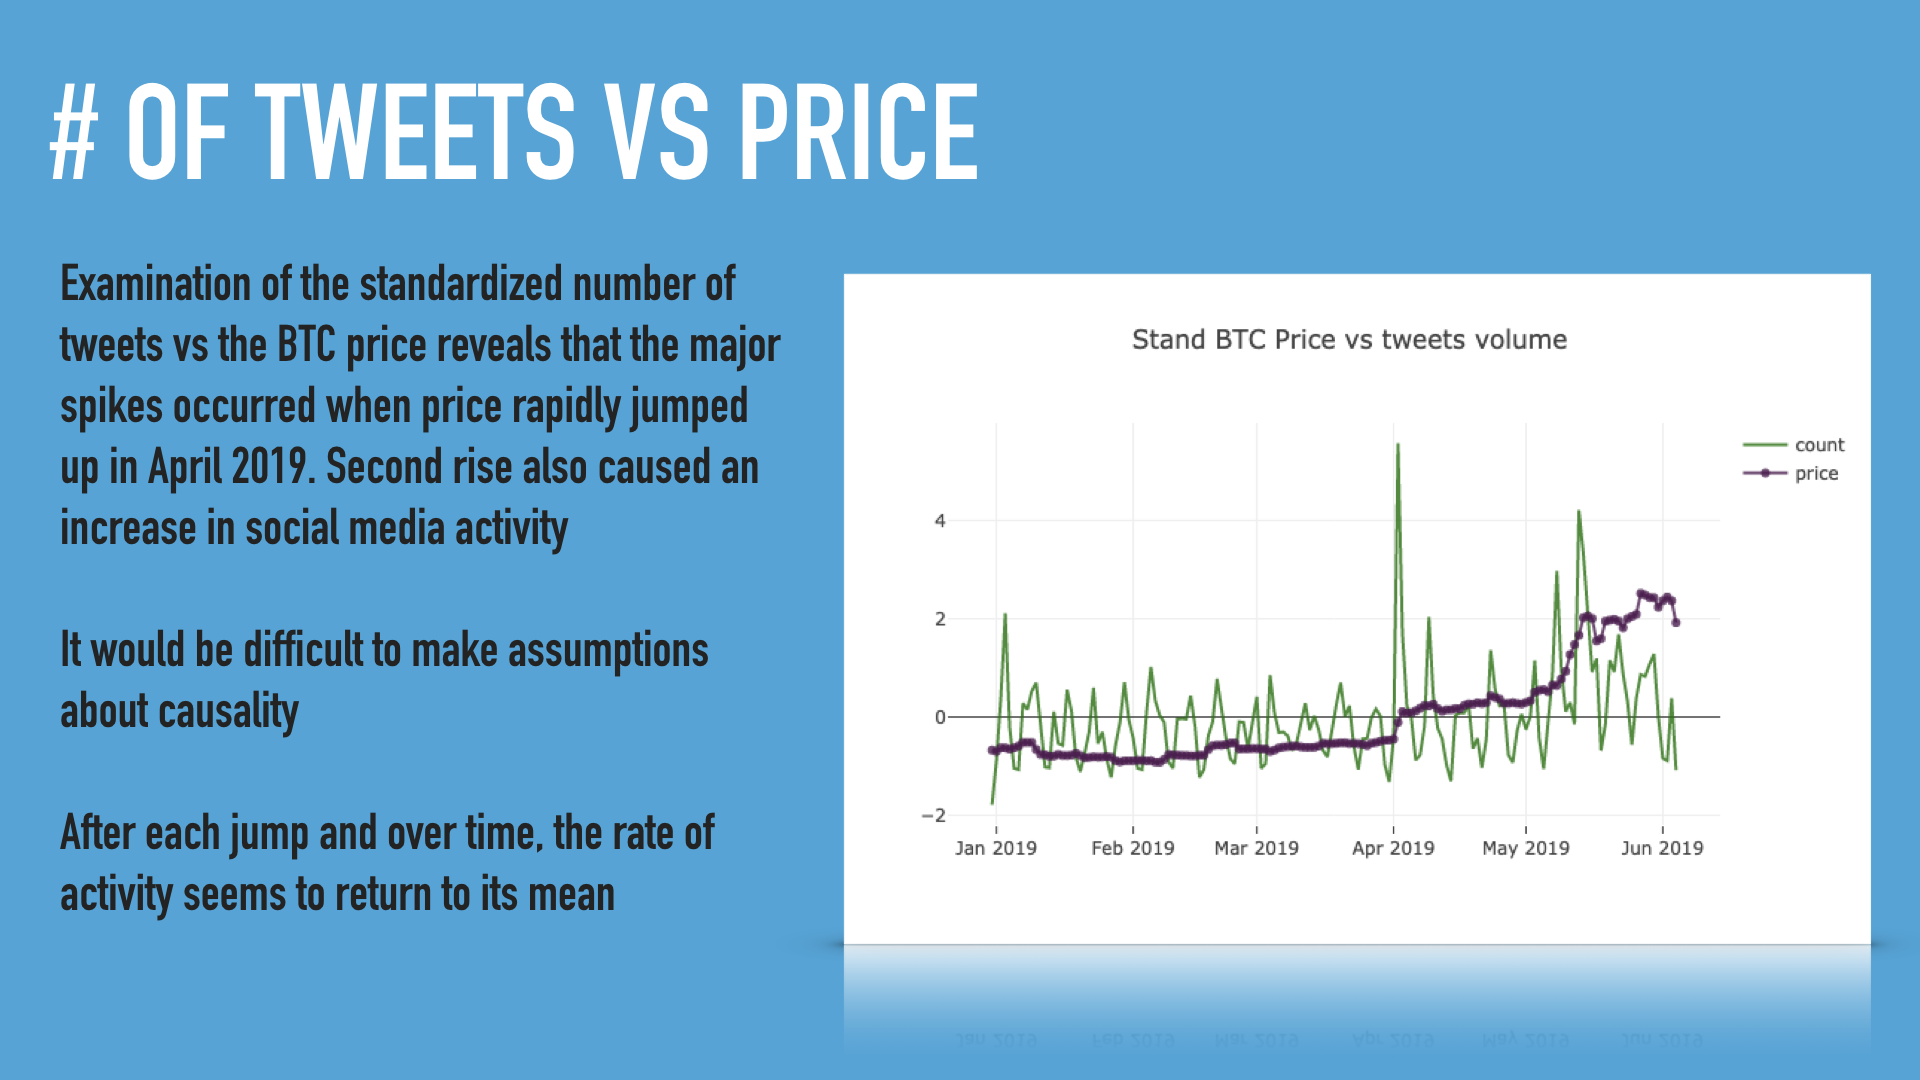 # OF TWEETS VS PRICE
Examination of the standardized number of
tweets vs the BTC price reveals that the major
spikes occurred when price rapidly jumped
up in April 2019. Second rise also caused an
increase in social media activity
It would be difficult to make assumptions
about causality
After each jump and over time, the rate of
activity seems to return to its mean
Stand BTC Price vs tweets volume
count
price
4
2
0
−2
Jan 2019 Feb 2019 Mar 2019 Apr 2019 May 2019 Jun 2019